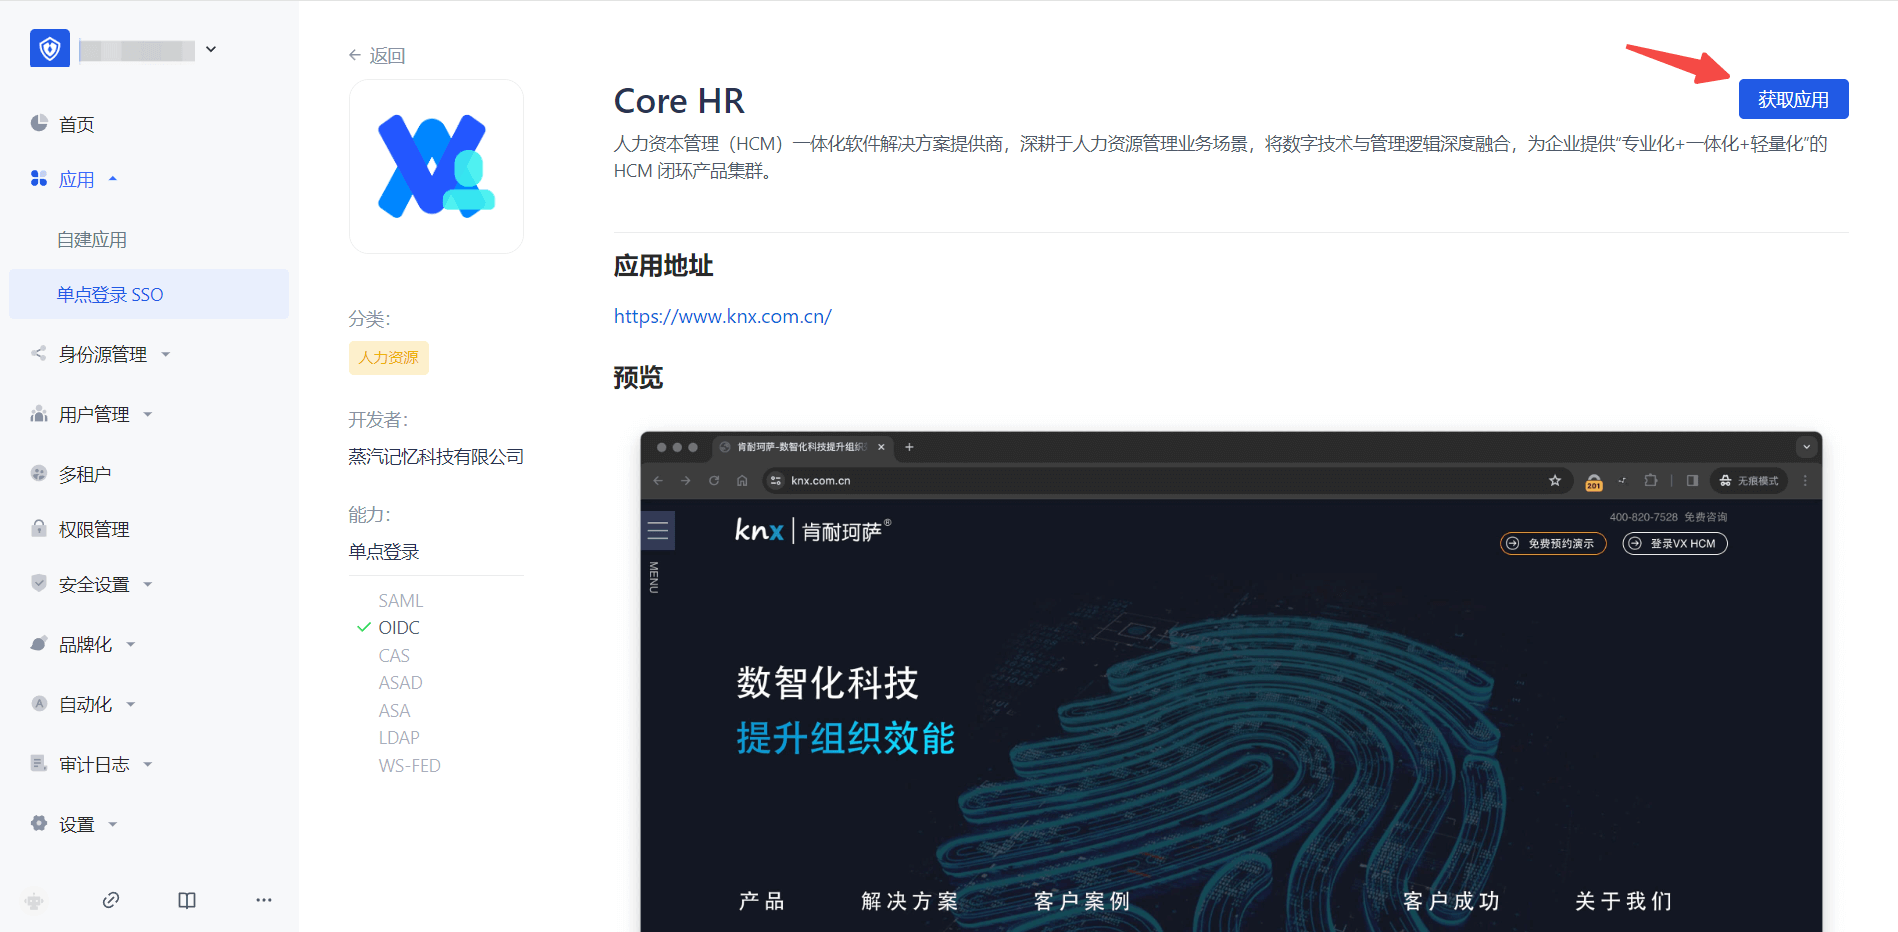 首页
应用
自建应用
单点登录 SSO
身份源管理
用户管理
多租户
权限管理
安全设置
品牌化
自动化
审计日志
设置
返回
分类：
人力资源
开发者：
蒸汽记忆科技有限公司
能力：
单点登录
SAML
OIDC
CAS
ASAD
ASA
LDAP
WS-FED
Core HR
获取应用
人力资本管理（HCM）一体化软件解决方案提供商，深耕于人力资源管理业务场景，将数字技术与管理逻辑深度融合，为企业提供“专业化+一体化+轻量化”的
HCM 闭环产品集群。
应用地址
https://www.knx.com.cn/
预览
肯耐珂萨-数智化科技提升组织
knx.com.cn
201
无痕模式
knx 肯耐珂萨®
400-820-7528 免费咨询
免费预约演示
登录VX HCM
MENU
数智化科技
提升组织效能
产品
解决方案
客户案例
客户成功
关于我们